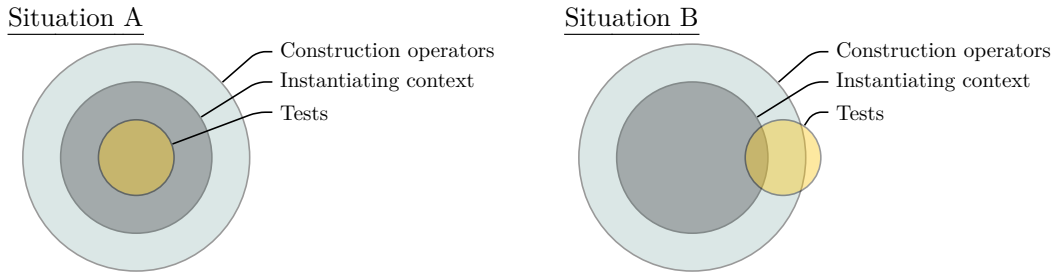 Situation A
Construction operators
Instantiating context
Tests
Situation B
Construction operators
Instantiating context
Tests